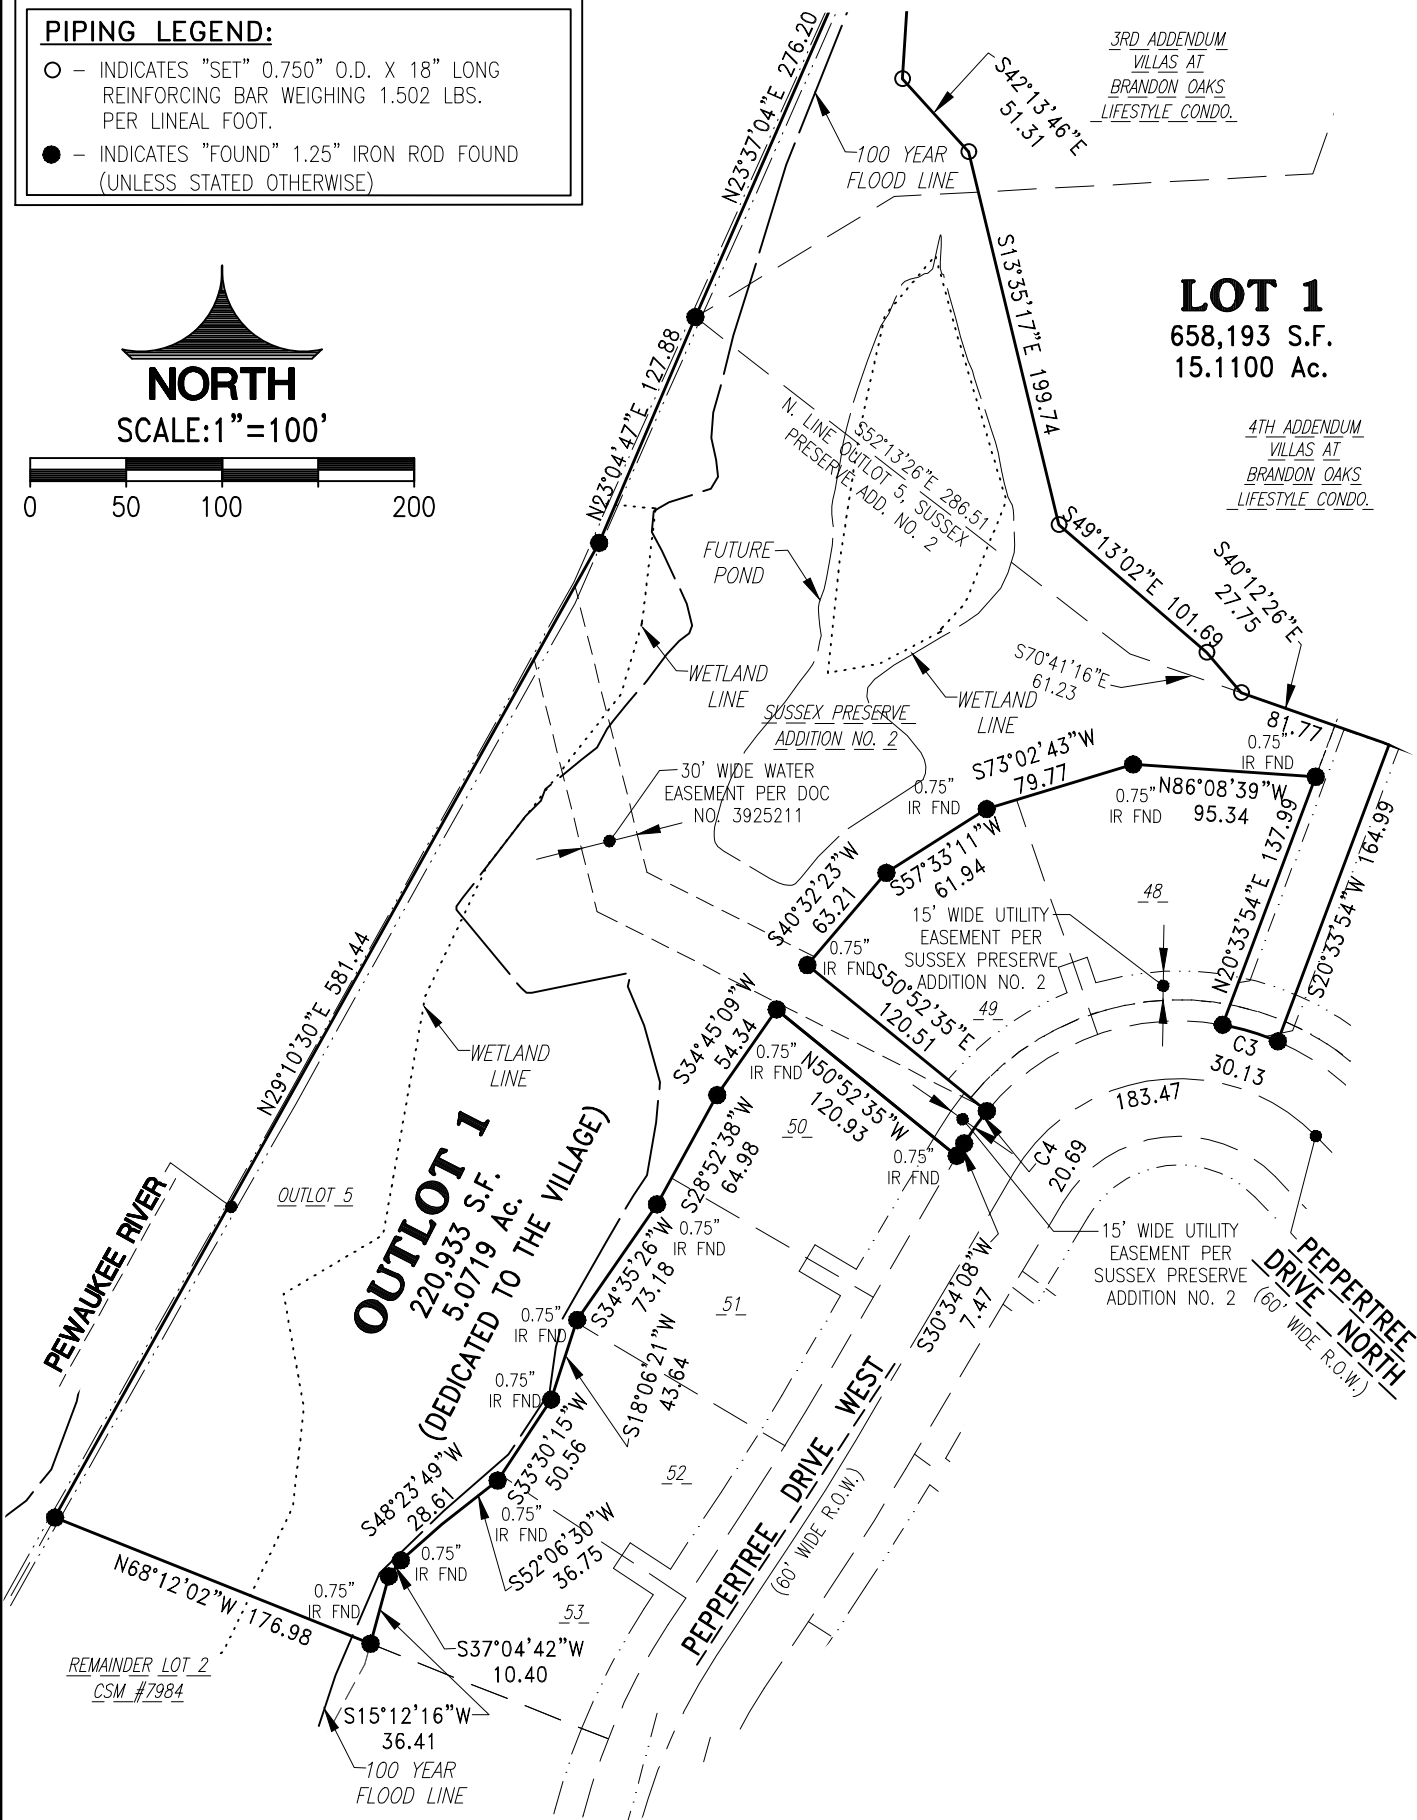 PIPING LEGEND:
- INDICATES "SET" 0.750" O.D. X 18" LONG
REINFORCING BAR WEIGHING 1.502 LBS.
PER LINEAL FOOT.
- INDICATES "FOUND" 1.25" IRON ROD FOUND
(UNLESS STATED OTHERWISE)
NORTH
SCALE:1"=100'
0 50 100 200
N23°37'04"E 276.20
100 YEAR
FLOOD LINE
S42°13'46"E
51.31
3RD ADDENDUM
VILLAS AT
BRANDON OAKS
LIFESTYLE CONDO.
S13°35'17"E 199.74
LOT 1
658,193 S.F.
15.1100 Ac.
4TH ADDENDUM
VILLAS AT
BRANDON OAKS
LIFESTYLE CONDO.
N23°04'47"E 127.88
S52°13'26"E 286.51
N. LINE OUTLOT 5, SUSSEX
PRESERVE ADD. NO. 2
FUTURE
POND
S49°13'02"E 101.69
S40°12'26"E
27.75
WETLAND
LINE
S70°41'16"E
61.23
WETLAND
LINE
SUSSEX PRESERVE
ADDITION NO. 2
81.77
0.75"
IR FND
30' WIDE WATER
EASEMENT PER DOC
NO. 3925211
S73°02'43"W
79.77
0.75"
IR FND
N86°08'39"W
95.34
0.75"
IR FND
S57°33'11"W
61.94
S40°32'23"W
63.21
0.75"
IR FND
N20°33'54"E 137.99
S20°33'54"W 164.99
48
15' WIDE UTILITY
EASEMENT PER
SUSSEX PRESERVE
ADDITION NO. 2
49
S50°52'35"E
120.51
N29°10'30"E 581.44
WETLAND
LINE
S34°45'09"W
54.34
0.75"
IR FND
N50°52'35"W
120.93
C3
30.13
183.47
50
0.75"
IR FND
C4
20.69
S28°52'38"W
64.98
0.75"
IR FND
OUTLOT 1
220,933 S.F.
5.0719 Ac.
(DEDICATED TO THE VILLAGE)
OUTLOT 5
PEWAUKEE RIVER
15' WIDE UTILITY
EASEMENT PER
SUSSEX PRESERVE
ADDITION NO. 2
PEPPERTREE
DRIVE NORTH
(60' WIDE R.O.W.)
S30°34'08"W
7.47
S34°35'26"W
73.18
0.75"
IR FND
51
S18°06'21"W
43.64
0.75"
IR FND
S33°30'15"W
50.56
52
S48°23'49"W
28.61
0.75"
IR FND
S52°06'30"W
36.75
0.75"
IR FND
PEPPERTREE DRIVE WEST
(60' WIDE R.O.W.)
N68°12'02"W 176.98
0.75"
IR FND
53
S37°04'42"W
10.40
REMAINDER LOT 2
CSM #7984
S15°12'16"W
36.41
100 YEAR
FLOOD LINE